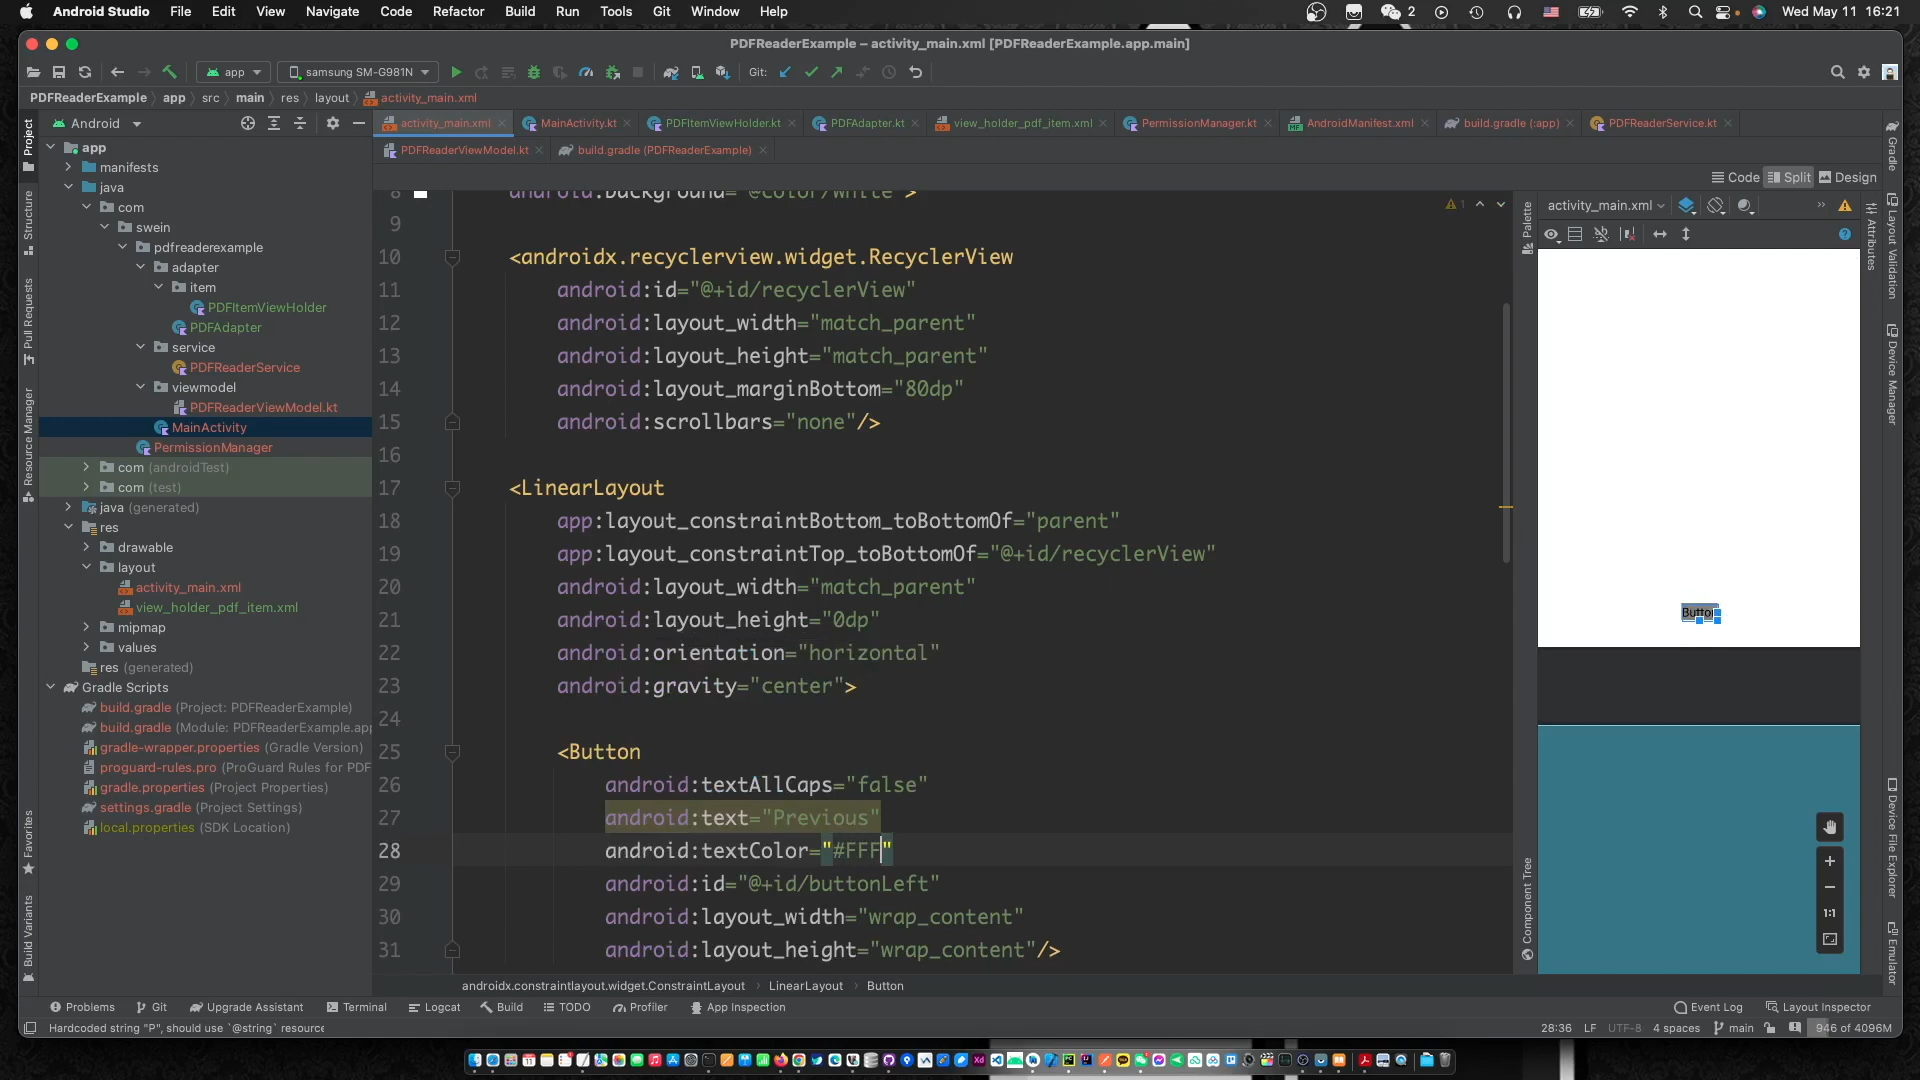 Android Studio File Edit View Navigate Code Refactor Build Run Tools Git Window Help 2 Wed May 11 16:21
PDFReaderExample – activity_main.xml [PDFReaderExample.app.main]
app samsung SM-G981N Git:
PDFReaderExample app src main res layout activity_main.xml
Android
activity_main.xml MainActivity.kt PDFItemViewHolder.kt PDFAdapter.kt view_holder_pdf_item.xml PermissionManager.kt AndroidManifest.xml build.gradle (:app) PDFReaderService.kt
PDFReaderViewModel.kt build.gradle (PDFReaderExample)
Code Split Design
Project
Structure
Pull Requests
Resource Manager
Favorites
Build Variants
app
manifests
java
com
swein
pdfreaderexample
adapter
item
PDFItemViewHolder
PDFAdapter
service
PDFReaderService
viewmodel
PDFReaderViewModel.kt
MainActivity
PermissionManager
com (androidTest)
com (test)
java (generated)
res
drawable
layout
activity_main.xml
view_holder_pdf_item.xml
mipmap
values
res (generated)
Gradle Scripts
build.gradle (Project: PDFReaderExample)
build.gradle (Module: PDFReaderExample.app
gradle-wrapper.properties (Gradle Version)
proguard-rules.pro (ProGuard Rules for PDF
gradle.properties (Project Properties)
settings.gradle (Project Settings)
local.properties (SDK Location)
8 android:background="@color/white">
9
10 <androidx.recyclerview.widget.RecyclerView
11 android:id="@+id/recyclerView"
12 android:layout_width="match_parent"
13 android:layout_height="match_parent"
14 android:layout_marginBottom="80dp"
15 android:scrollbars="none"/>
16
17 <LinearLayout
18 app:layout_constraintBottom_toBottomOf="parent"
19 app:layout_constraintTop_toBottomOf="@+id/recyclerView"
20 android:layout_width="match_parent"
21 android:layout_height="0dp"
22 android:orientation="horizontal"
23 android:gravity="center">
24
25 <Button
26 android:textAllCaps="false"
27 android:text="Previous"
28 android:textColor="#FFF"
29 android:id="@+id/buttonLeft"
30 android:layout_width="wrap_content"
31 android:layout_height="wrap_content"/>
1
Palette
Component Tree
activity_main.xml
Button
1:1
Gradle
Layout Validation
Attributes
Device Manager
Device File Explorer
Emulator
androidx.constraintlayout.widget.ConstraintLayout LinearLayout Button
Problems Git Upgrade Assistant Terminal Logcat Build TODO Profiler App Inspection Event Log Layout Inspector
Hardcoded string "P", should use `@string` resource 28:36 LF UTF-8 4 spaces main 946 of 4096M